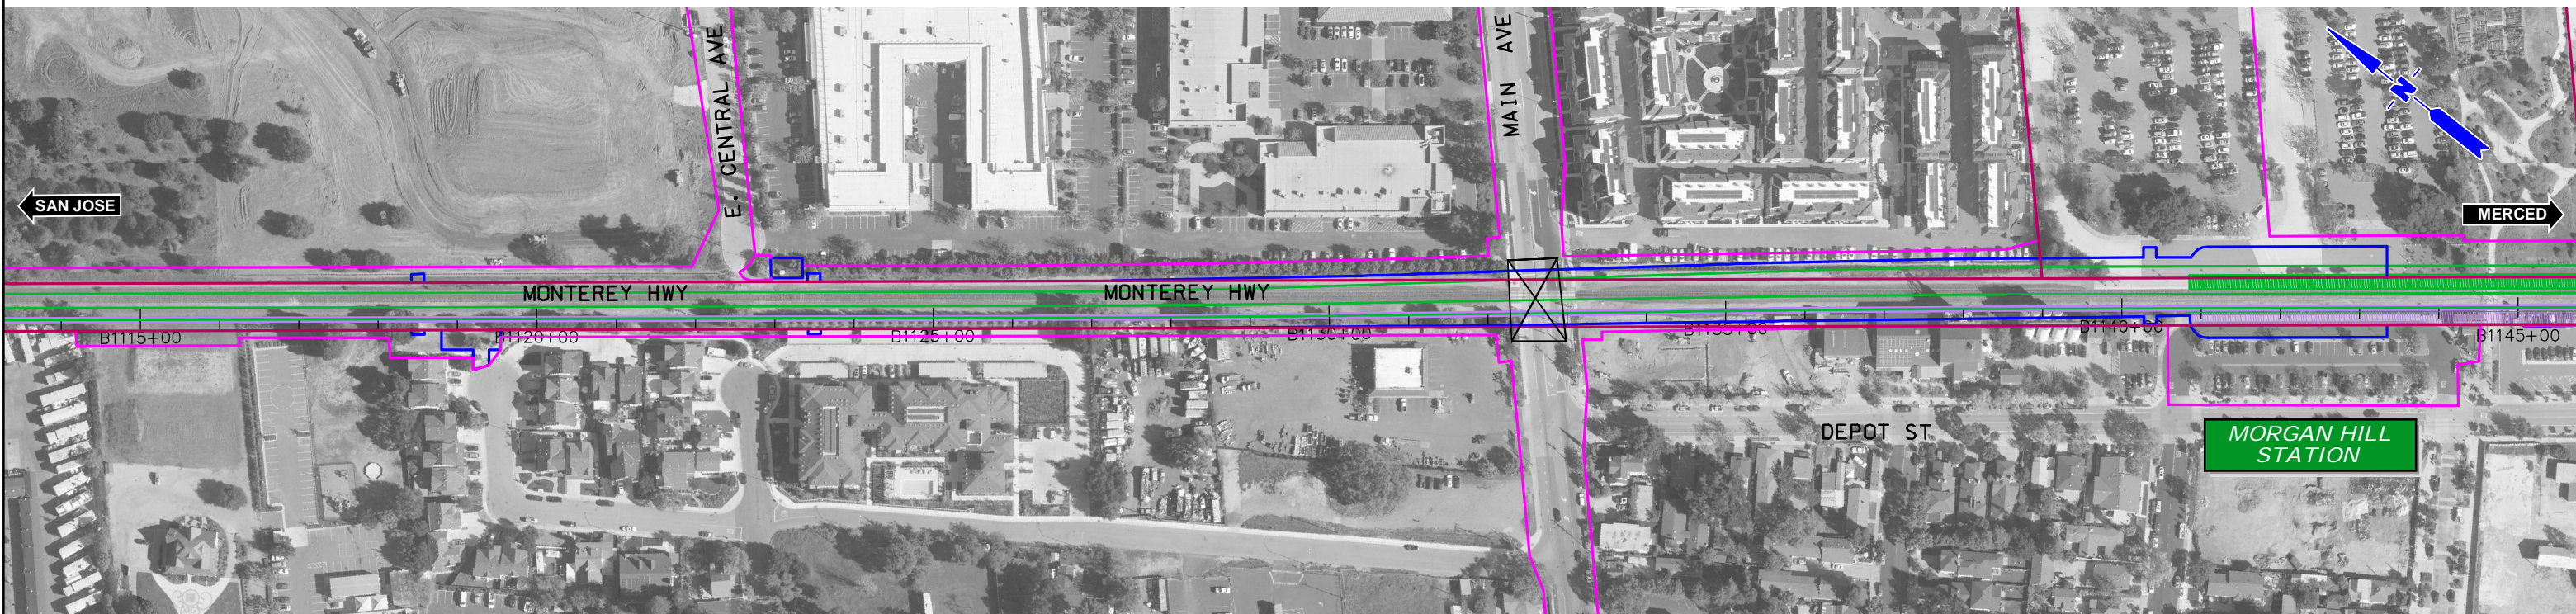 E. CENTRAL AVE
MAIN AVE
N
SAN JOSE
MERCED
MONTEREY HWY
MONTEREY HWY
B1115+00
B1120+00
B1125+00
B1130+00
B1135+00
B1140+00
B1145+00
DEPOT ST
MORGAN HILL
STATION